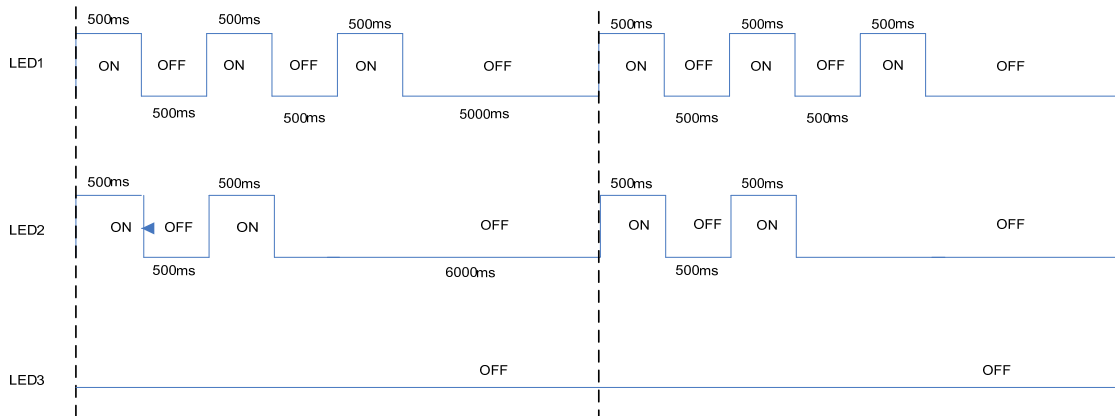 500ms 500ms 500ms 500ms 500ms 500ms
LED1 ON OFF ON OFF ON OFF ON OFF ON OFF ON OFF
500ms 500ms 5000ms 500ms 500ms
500ms 500ms 500ms 500ms
LED2 ON OFF ON OFF ON OFF ON OFF
500ms 6000ms 500ms
LED3 OFF OFF